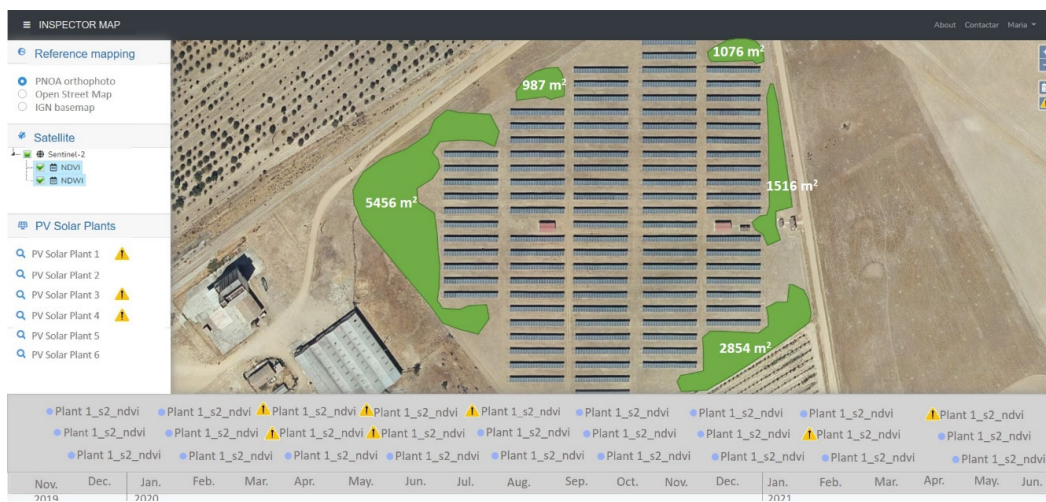 INSPECTOR MAP
About Contactar Maria
Reference mapping
PNOA orthophoto
Open Street Map
IGN basemap
Satellite
Sentinel-2
NDVI
NDWI
PV Solar Plants
PV Solar Plant 1
PV Solar Plant 2
PV Solar Plant 3
PV Solar Plant 4
PV Solar Plant 5
PV Solar Plant 6
1076 m²
987 m²
5456 m²
1516 m²
2854 m²
Plant 1_s2_ndvi Plant 1_s2_ndvi Plant 1_s2_ndvi Plant 1_s2_ndvi Plant 1_s2_ndvi Plant 1_s2_ndvi Plant 1_s2_ndvi Plant 1_s2_ndvi Plant 1_s2_ndvi
Plant 1_s2_ndvi Plant 1_s2_ndvi Plant 1_s2_ndvi Plant 1_s2_ndvi Plant 1_s2_ndvi Plant 1_s2_ndvi Plant 1_s2_ndvi Plant 1_s2_ndvi Plant 1_s2_ndvi
Plant 1_s2_ndvi Plant 1_s2_ndvi Plant 1_s2_ndvi Plant 1_s2_ndvi Plant 1_s2_ndvi Plant 1_s2_ndvi Plant 1_s2_ndvi Plant 1_s2_ndvi Plant 1_s2_ndvi
Nov. Dec. Jan. Feb. Mar. Apr. May. Jun. Jul. Aug. Sep. Oct. Nov. Dec. Jan. Feb. Mar. Apr. May. Jun.
2019 2020 2021